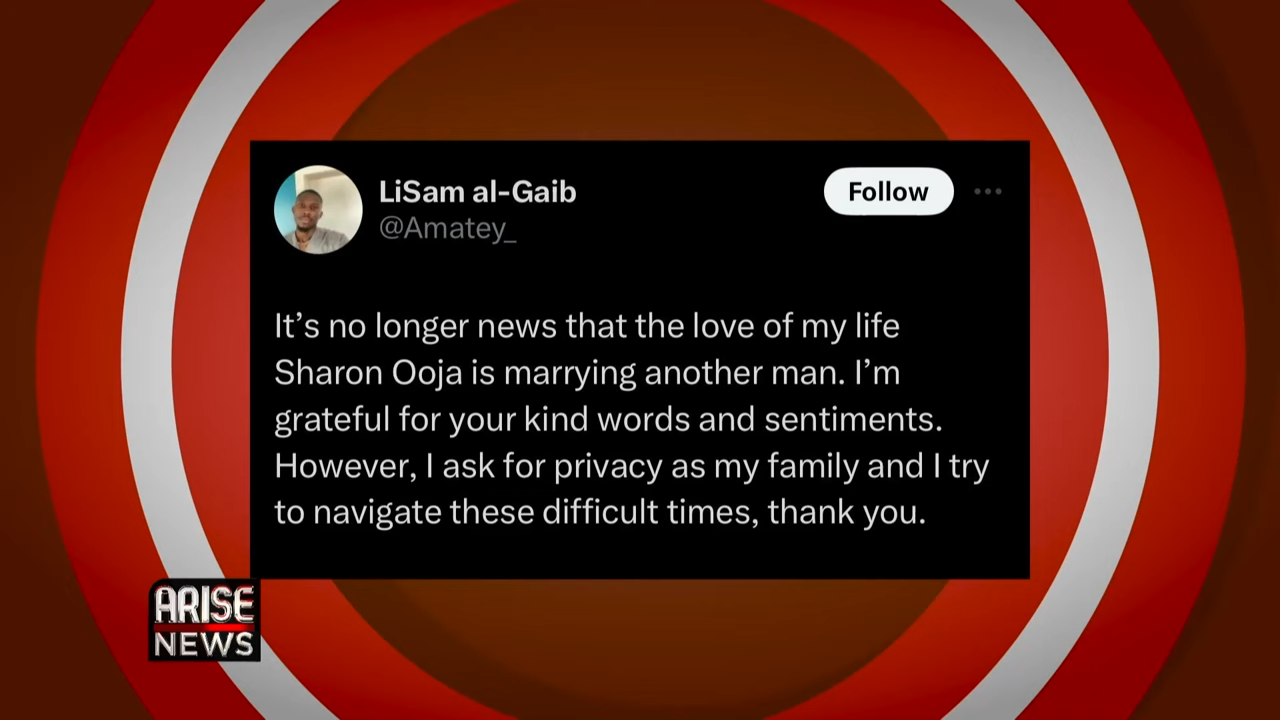 LiSam al-Gaib
@Amatey_
Follow
It’s no longer news that the love of my life
Sharon Ooja is marrying another man. I’m
grateful for your kind words and sentiments.
However, I ask for privacy as my family and I try
to navigate these difficult times, thank you.
ARISE
NEWS